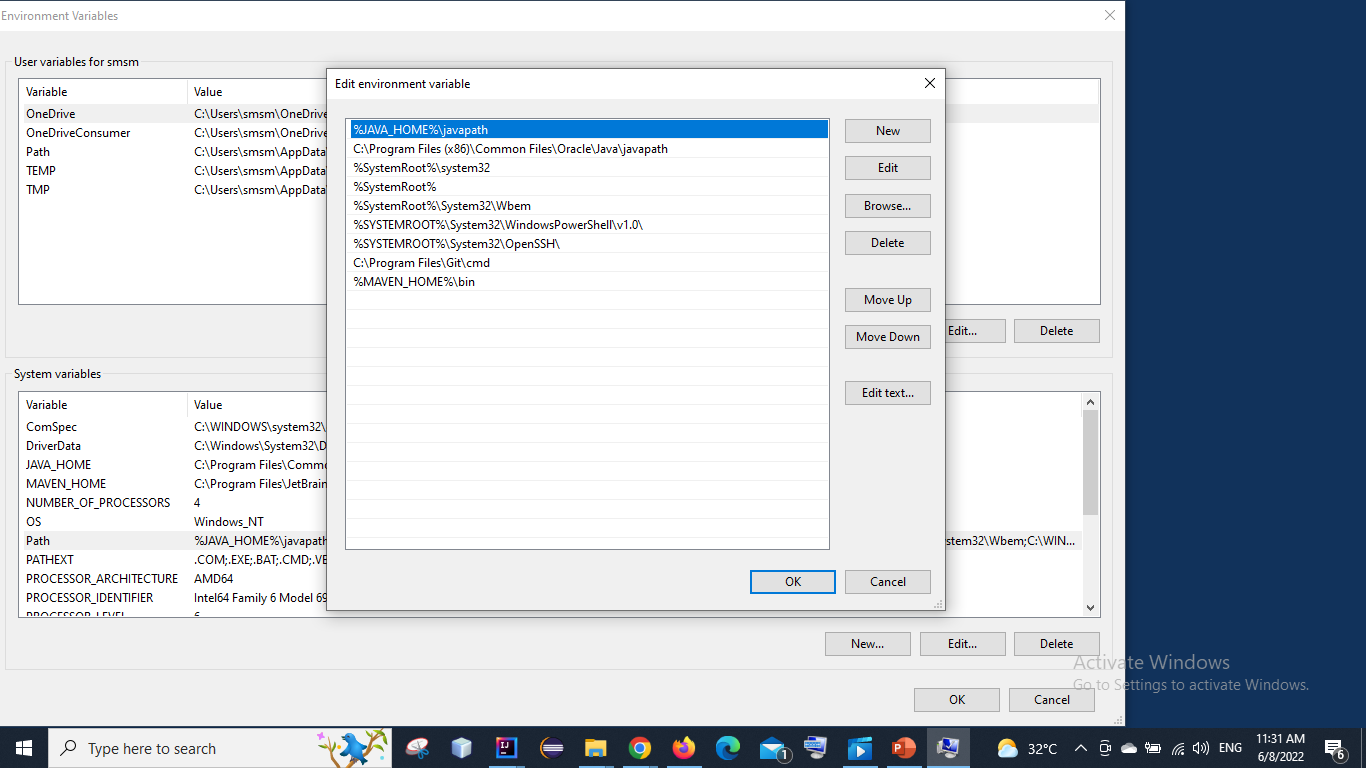 Environment Variables
User variables for smsm
Variable Value
OneDrive C:\Users\smsm\OneDrive
OneDriveConsumer C:\Users\smsm\OneDrive
Path C:\Users\smsm\AppData
TEMP C:\Users\smsm\AppData
TMP C:\Users\smsm\AppData
Edit... Delete
Edit environment variable
%JAVA_HOME%\javapath
C:\Program Files (x86)\Common Files\Oracle\Java\javapath
%SystemRoot%\system32
%SystemRoot%
%SystemRoot%\System32\Wbem
%SYSTEMROOT%\System32\WindowsPowerShell\v1.0\
%SYSTEMROOT%\System32\OpenSSH\
C:\Program Files\Git\cmd
%MAVEN_HOME%\bin
New
Edit
Browse...
Delete
Move Up
Move Down
Edit text...
OK Cancel
System variables
Variable Value
ComSpec C:\WINDOWS\system32\
DriverData C:\Windows\System32\D
JAVA_HOME C:\Program Files\Commo
MAVEN_HOME C:\Program Files\JetBrain
NUMBER_OF_PROCESSORS 4
OS Windows_NT
Path %JAVA_HOME%\javapath stem32\Wbem;C:\WIN...
PATHEXT .COM;.EXE;.BAT;.CMD;.VB
PROCESSOR_ARCHITECTURE AMD64
PROCESSOR_IDENTIFIER Intel64 Family 6 Model 69
PROCESSOR_LEVEL 6
New... Edit... Delete
OK Cancel
Activate Windows
Go to Settings to activate Windows.
Type here to search
1
32°C
ENG
11:31 AM
6/8/2022
6